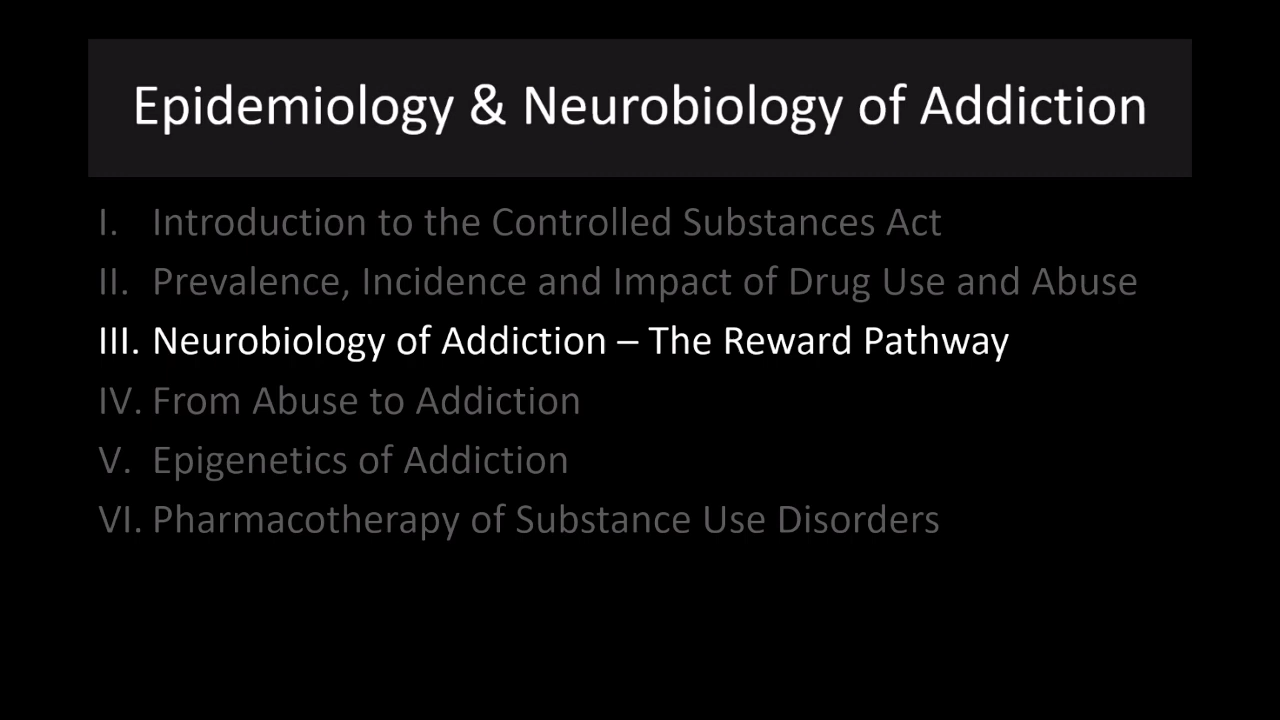 Epidemiology & Neurobiology of Addiction
I. Introduction to the Controlled Substances Act
II. Prevalence, Incidence and Impact of Drug Use and Abuse
III. Neurobiology of Addiction – The Reward Pathway
IV. From Abuse to Addiction
V. Epigenetics of Addiction
VI. Pharmacotherapy of Substance Use Disorders